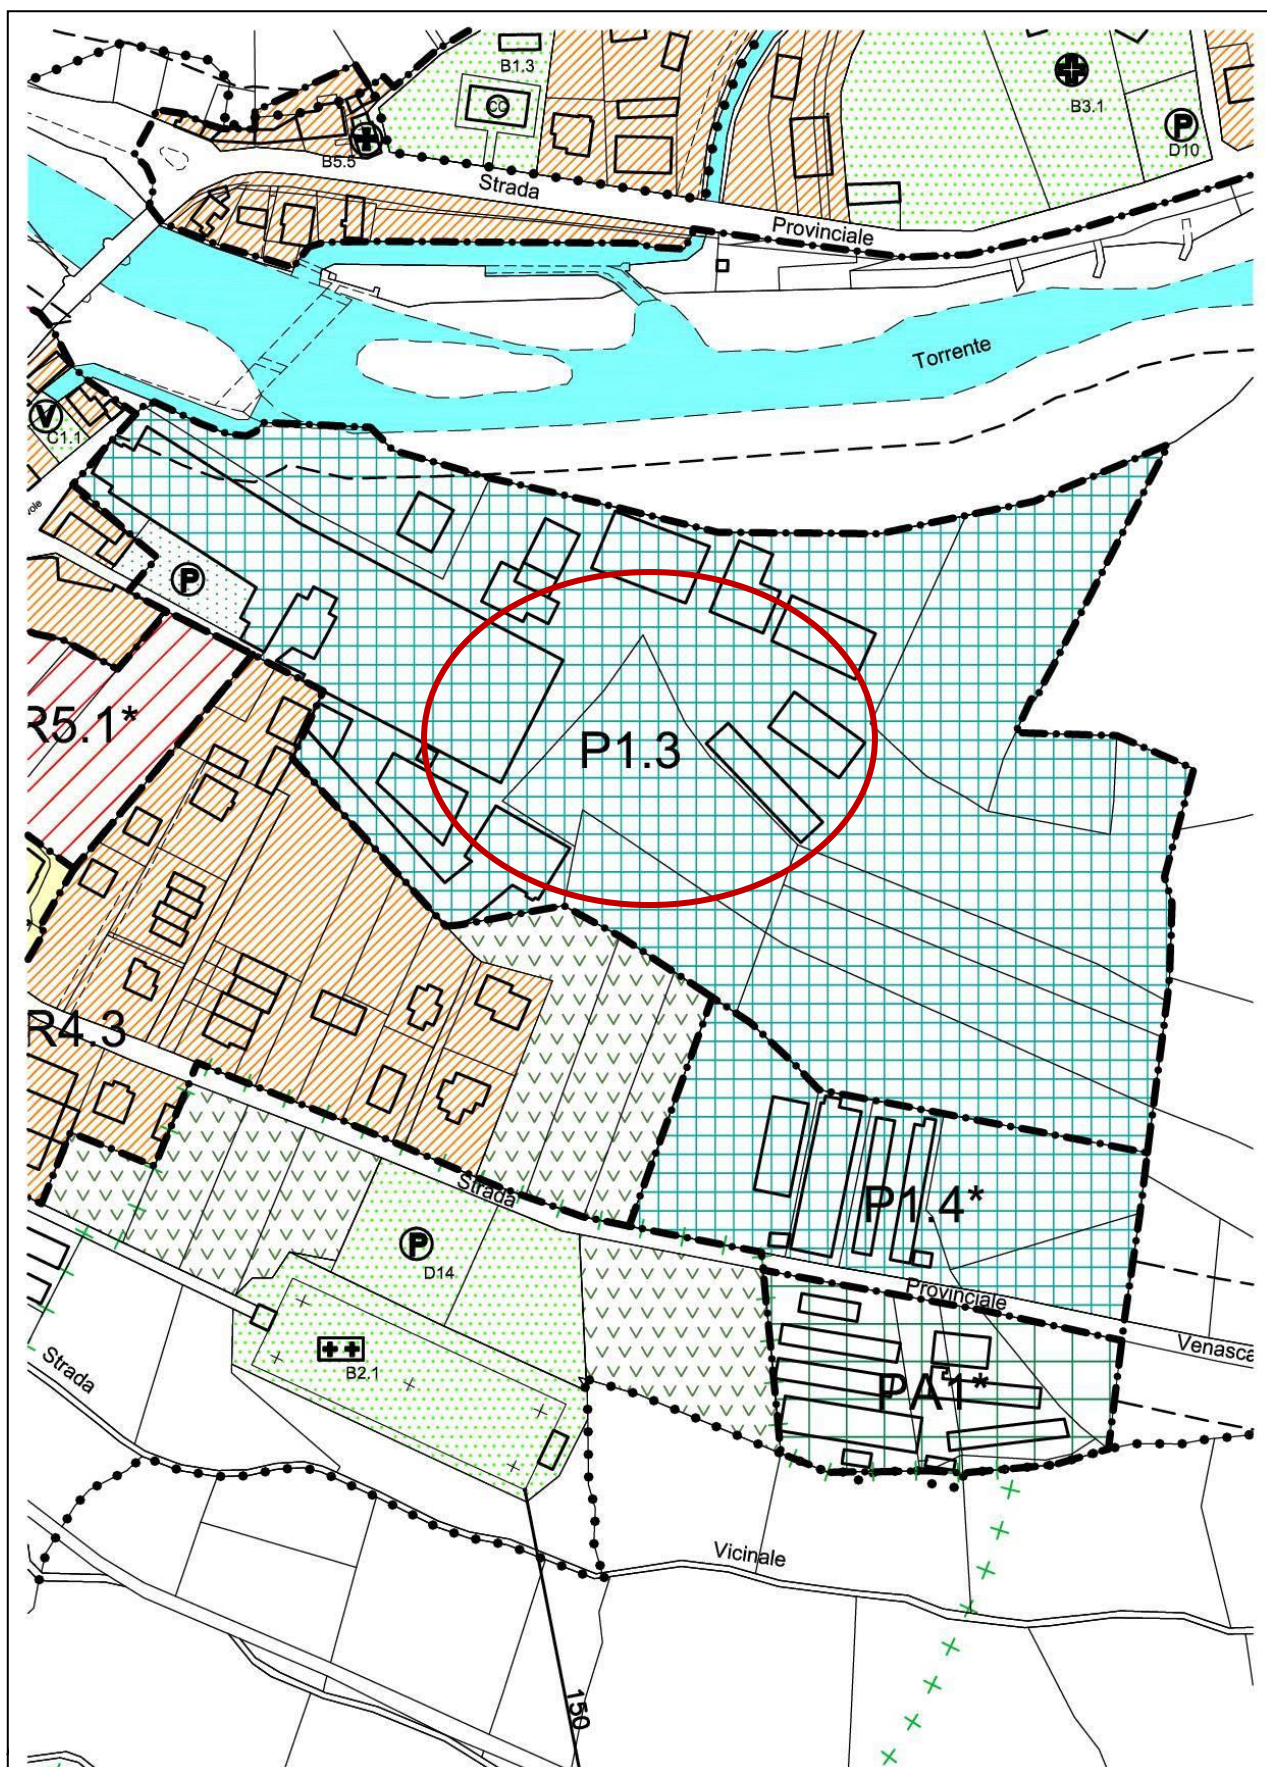 B1.3
CO
B3.1
P
D10
B5.5
Strada
Provinciale
Torrente
V
C1.1
P
R5.1*
P1.3
R4.3
Strada
P1.4*
P
D14
Provinciale
Venasca
B2.1
PA1*
Strada
Vicinale
150